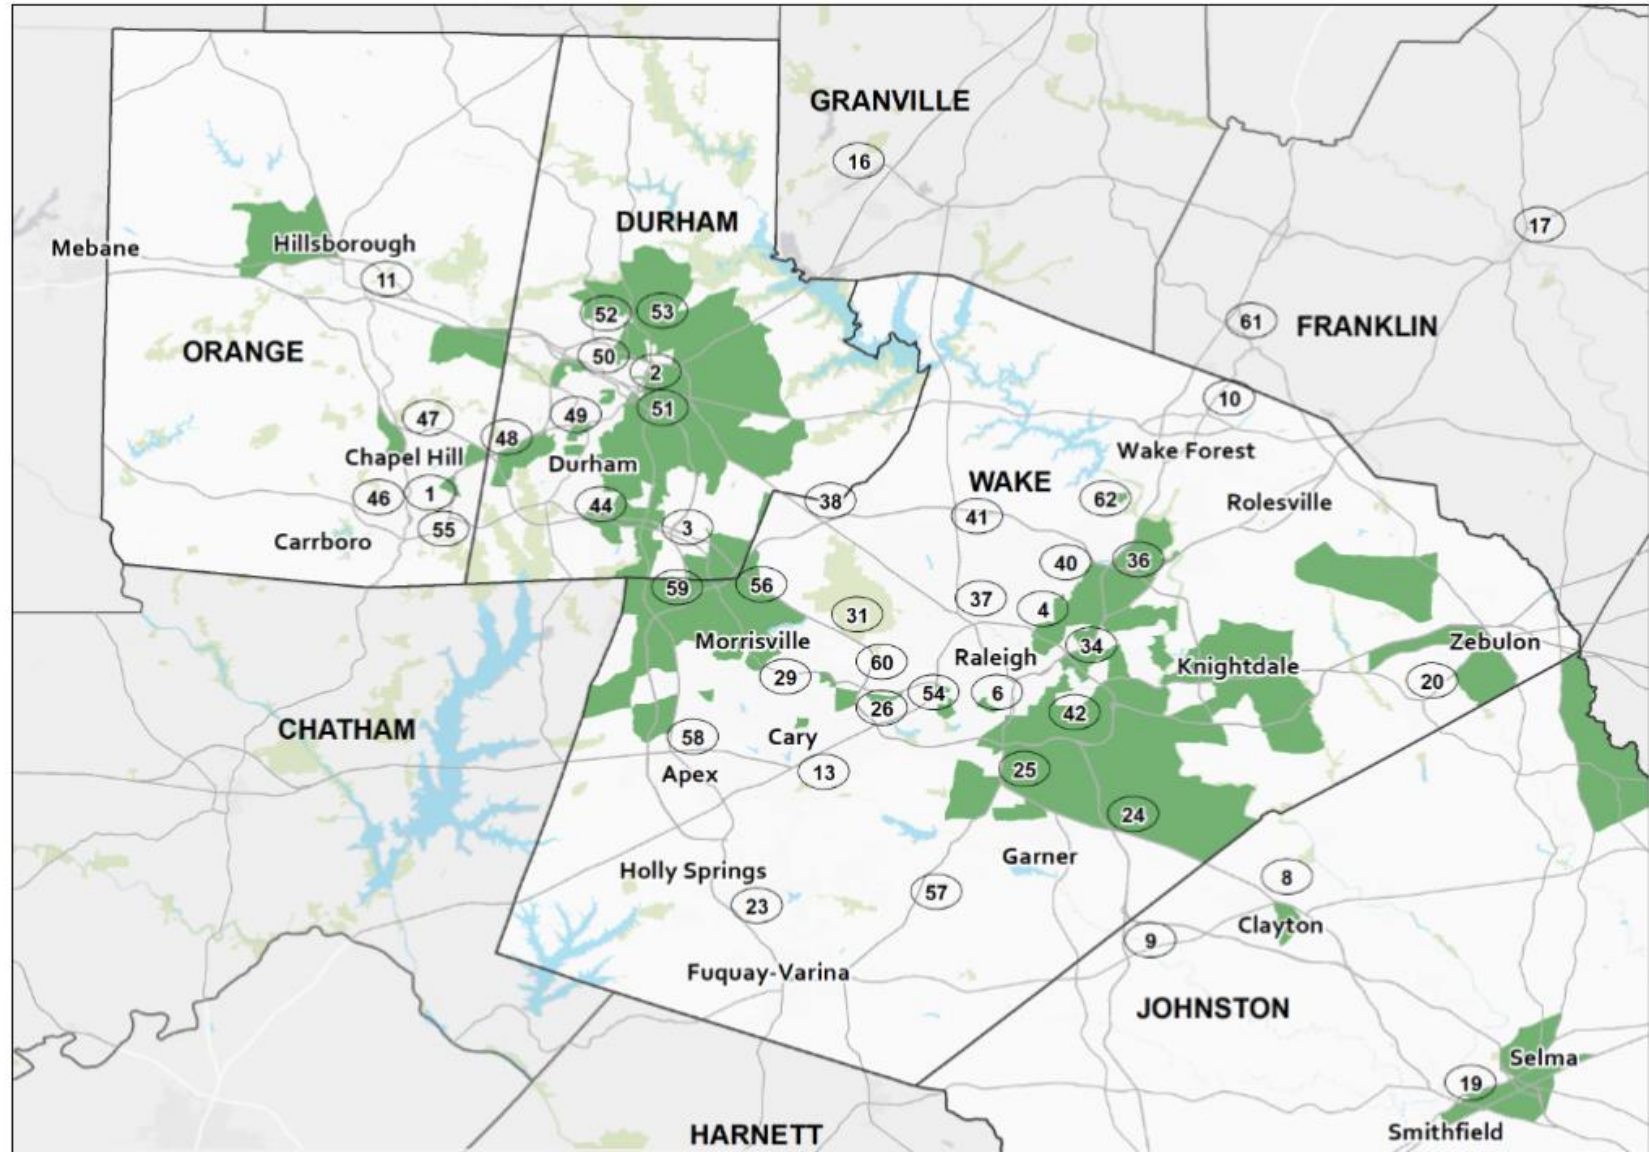 GRANVILLE
16
DURHAM
17
Mebane
Hillsborough
11
52
53
61
FRANKLIN
ORANGE
50
2
10
47
49
51
48
Chapel Hill
Durham
Wake Forest
WAKE
46
1
44
38
62
Rolesville
41
55
3
Carrboro
40
36
59
56
31
37
4
Morrisville
34
Raleigh
Zebulon
60
Knightdale
29
54
6
20
26
42
CHATHAM
58
Cary
Apex
13
25
24
Holly Springs
Garner
23
57
8
Clayton
9
Fuquay-Varina
JOHNSTON
Selma
19
HARNETT
Smithfield